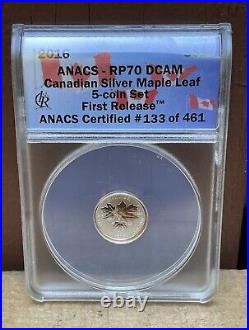 2016
ANACS - RP70 DCAM
Canadian Silver Maple Leaf
5-coin Set
First Release™
ANACS Certified #133 of 461